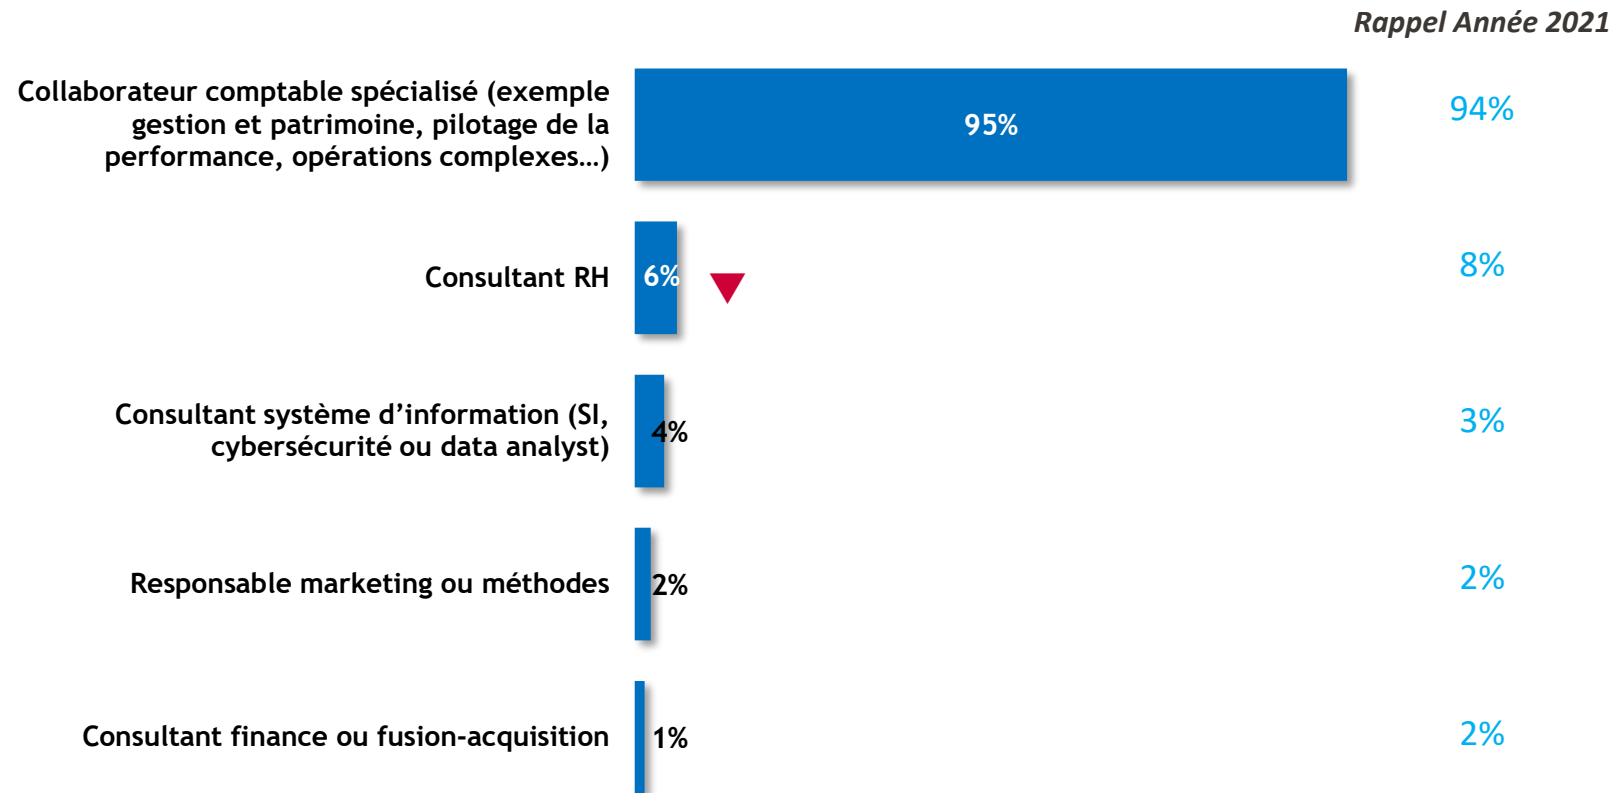 Rappel Année 2021
Collaborateur comptable spécialisé (exemple
gestion et patrimoine, pilotage de la
performance, opérations complexes…)
95%
94%
Consultant RH
6%
8%
Consultant système d’information (SI,
cybersécurité ou data analyst)
4%
3%
Responsable marketing ou méthodes
2%
2%
Consultant finance ou fusion-acquisition
1%
2%